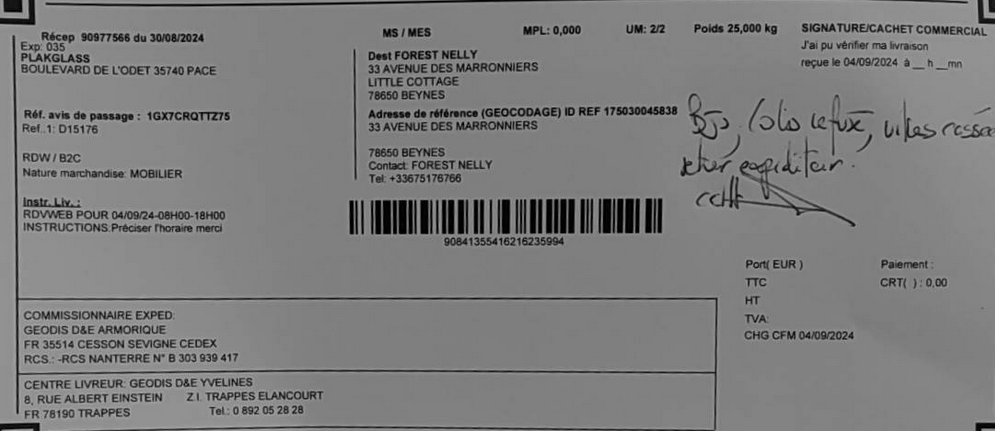 Récep 90977566 du 30/08/2024
Exp: 035
PLAKGLASS
BOULEVARD DE L'ODET 35740 PACE
Réf. avis de passage : 1GX7CRQTTZ75
Ref..1: D15176
RDW / B2C
Nature marchandise: MOBILIER
Instr. Liv. :
RDVWEB POUR 04/09/24-08H00-18H00
INSTRUCTIONS:Préciser l'horaire merci
MS / MES
MPL: 0,000
UM: 2/2
Poids 25,000 kg
Dest FOREST NELLY
33 AVENUE DES MARRONNIERS
LITTLE COTTAGE
78650 BEYNES
Adresse de référence (GEOCODAGE) ID REF 175030045838
33 AVENUE DES MARRONNIERS
78650 BEYNES
Contact: FOREST NELLY
Tel: +33675176766
90841355416216235994
SIGNATURE/CACHET COMMERCIAL
J'ai pu vérifier ma livraison
reçue le 04/09/2024 à __ h __mn
Colis refusé, vitres cassé
expéditeur.
Port( EUR )
Paiement :
TTC
CRT( ) : 0,00
HT
TVA:
CHG CFM 04/09/2024
COMMISSIONNAIRE EXPED:
GEODIS D&E ARMORIQUE
FR 35514 CESSON SEVIGNE CEDEX
RCS.: -RCS NANTERRE N° B 303 939 417
CENTRE LIVREUR: GEODIS D&E YVELINES
8, RUE ALBERT EINSTEIN Z.I. TRAPPES ELANCOURT
FR 78190 TRAPPES Tel.: 0 892 05 28 28